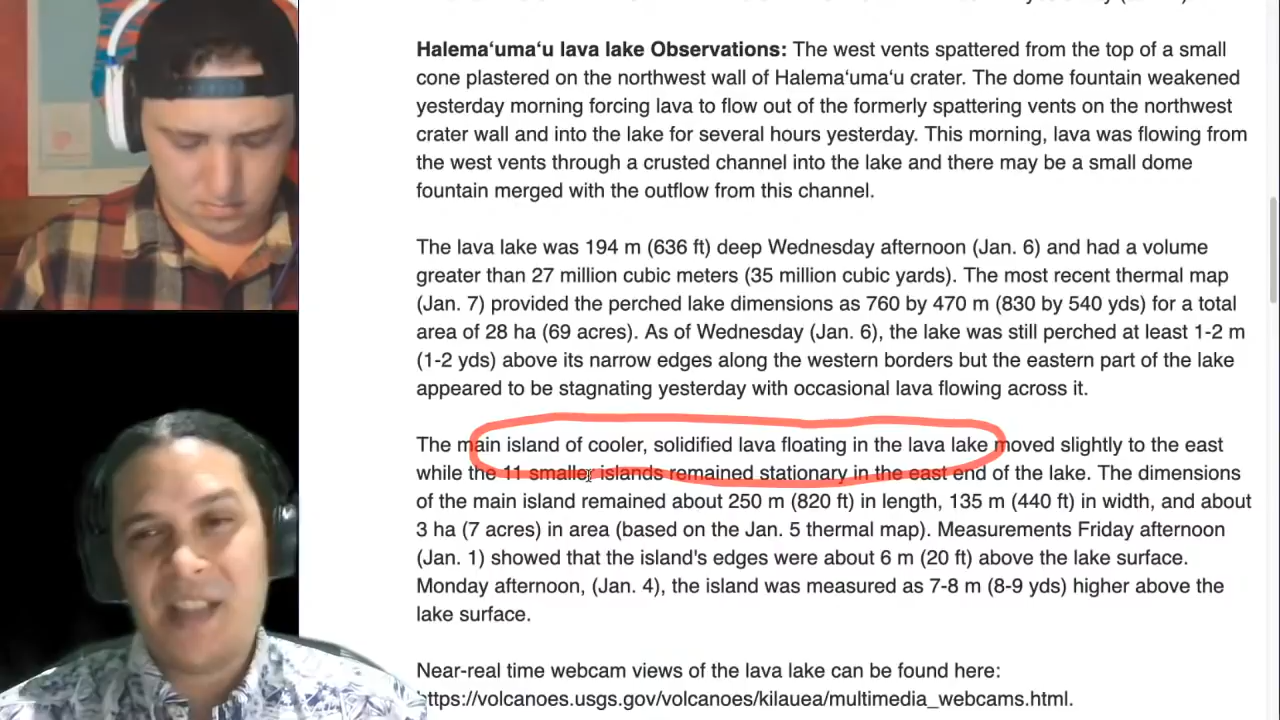 Halemaʻumaʻu lava lake Observations: The west vents spattered from the top of a small
cone plastered on the northwest wall of Halemaʻumaʻu crater. The dome fountain weakened
yesterday morning forcing lava to flow out of the formerly spattering vents on the northwest
crater wall and into the lake for several hours yesterday. This morning, lava was flowing from
the west vents through a crusted channel into the lake and there may be a small dome
fountain merged with the outflow from this channel.
The lava lake was 194 m (636 ft) deep Wednesday afternoon (Jan. 6) and had a volume
greater than 27 million cubic meters (35 million cubic yards). The most recent thermal map
(Jan. 7) provided the perched lake dimensions as 760 by 470 m (830 by 540 yds) for a total
area of 28 ha (69 acres). As of Wednesday (Jan. 6), the lake was still perched at least 1-2 m
(1-2 yds) above its narrow edges along the western borders but the eastern part of the lake
appeared to be stagnating yesterday with occasional lava flowing across it.
The main island of cooler, solidified lava floating in the lava lake moved slightly to the east
while the 11 smaller islands remained stationary in the east end of the lake. The dimensions
of the main island remained about 250 m (820 ft) in length, 135 m (440 ft) in width, and about
3 ha (7 acres) in area (based on the Jan. 5 thermal map). Measurements Friday afternoon
(Jan. 1) showed that the island's edges were about 6 m (20 ft) above the lake surface.
Monday afternoon, (Jan. 4), the island was measured as 7-8 m (8-9 yds) higher above the
lake surface.
Near-real time webcam views of the lava lake can be found here:
https://volcanoes.usgs.gov/volcanoes/kilauea/multimedia_webcams.html.